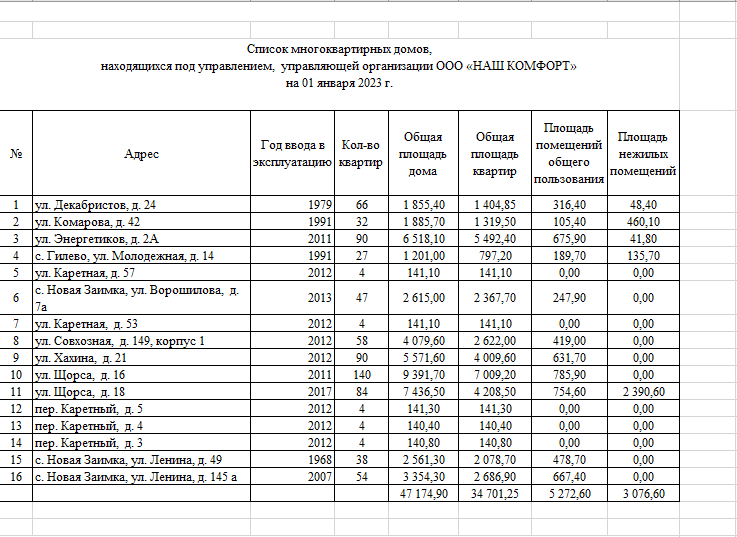 Список многоквартирных домов,
находящихся под управлением, управляющей организации ООО «НАШ КОМФОРТ»
на 01 января 2023 г.
№ Адрес Год ввода в эксплуатацию Кол-во квартир Общая площадь дома Общая площадь квартир Площадь помещений общего пользования Площадь нежилых помещений
1 ул. Декабристов, д. 24 1979 66 1 855,40 1 404,85 316,40 48,40
2 ул. Комарова, д. 42 1991 32 1 885,70 1 319,50 105,40 460,10
3 ул. Энергетиков, д. 2А 2011 90 6 518,10 5 492,40 675,90 41,80
4 с. Гилево, ул. Молодежная, д. 14 1991 27 1 201,00 797,20 189,70 135,70
5 ул. Каретная, д. 57 2012 4 141,10 141,10 0,00 0,00
6 с. Новая Заимка, ул. Ворошилова, д. 7а 2013 47 2 615,00 2 367,70 247,90 0,00
7 ул. Каретная, д. 53 2012 4 141,10 141,10 0,00 0,00
8 ул. Совхозная, д. 149, корпус 1 2012 58 4 079,60 2 622,00 419,00 0,00
9 ул. Хахина, д. 21 2012 90 5 571,60 4 009,60 631,70 0,00
10 ул. Щорса, д. 16 2011 140 9 391,70 7 009,20 785,90 0,00
11 ул. Щорса, д. 18 2017 84 7 436,50 4 208,50 754,60 2 390,60
12 пер. Каретный, д. 5 2012 4 141,30 141,30 0,00 0,00
13 пер. Каретный, д. 4 2012 4 140,40 140,40 0,00 0,00
14 пер. Каретный, д. 3 2012 4 140,80 140,80 0,00 0,00
15 с. Новая Заимка, ул. Ленина, д. 49 1968 38 2 561,30 2 078,70 478,70 0,00
16 с. Новая Заимка, ул. Ленина, д. 145 а 2007 54 3 354,30 2 686,90 667,40 0,00
47 174,90 34 701,25 5 272,60 3 076,60